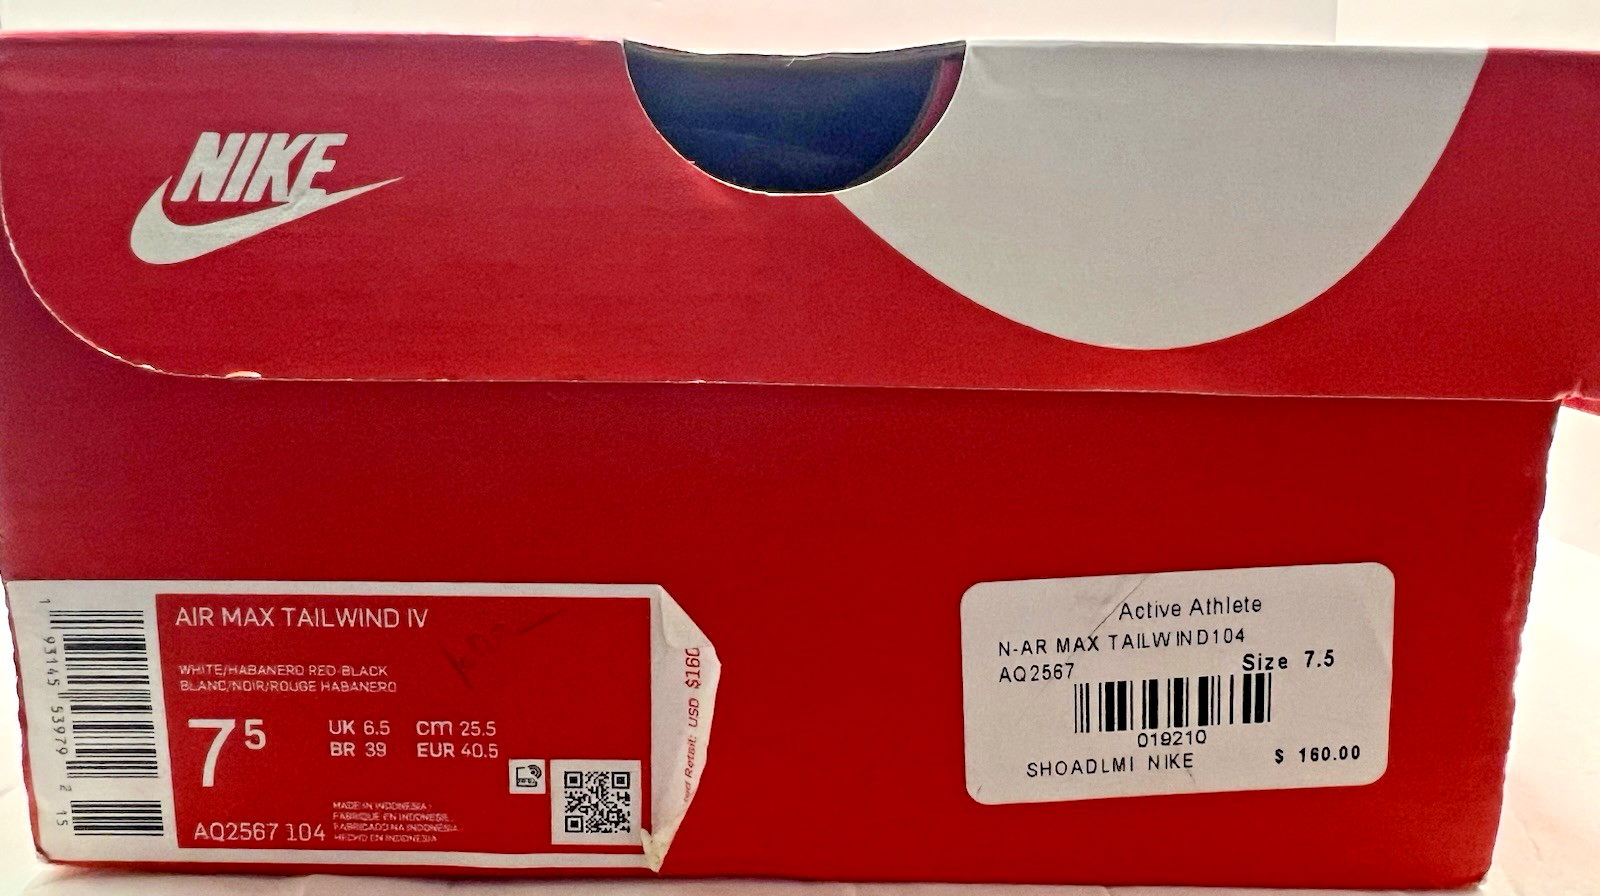 NIKE
AIR MAX TAILWIND IV
WHITE/HABANERO RED-BLACK
BLANC/NOIR/ROUGE HABANERO
7 5
UK 6.5 cm 25.5
BR 39 EUR 40.5
MADE IN INDONESIA
FABRIQUE EN INDONESIE
FABRICADO NA INDONESIA
HECHO EN INDONESIA
AQ2567 104
1 93145 53979 2 15
Retail: USD $160
Active Athlete
N-AR MAX TAILWIND104
AQ2567 Size 7.5
019210
SHOADLMI NIKE $ 160.00